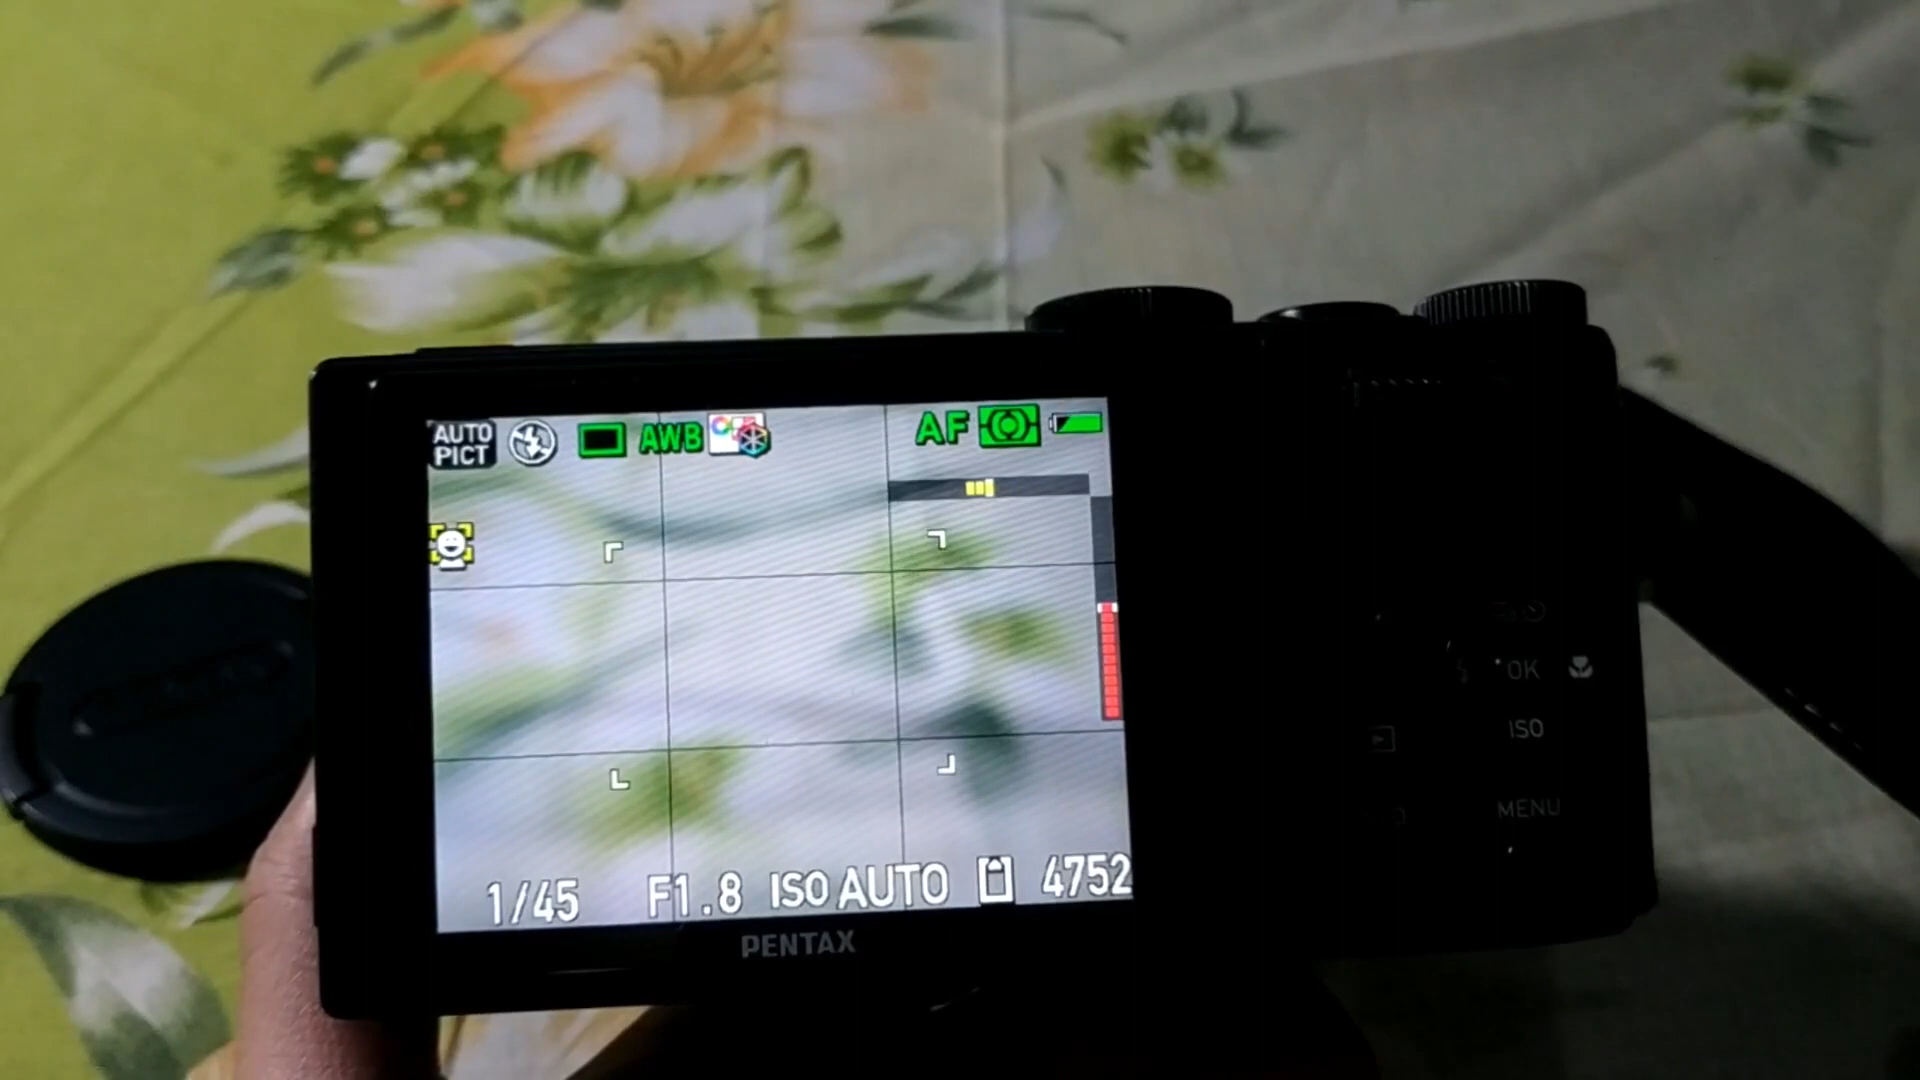 AUTO
PICT
AWB
AF
1/45 F1.8 ISO AUTO 4752
PENTAX
OK
ISO
MENU